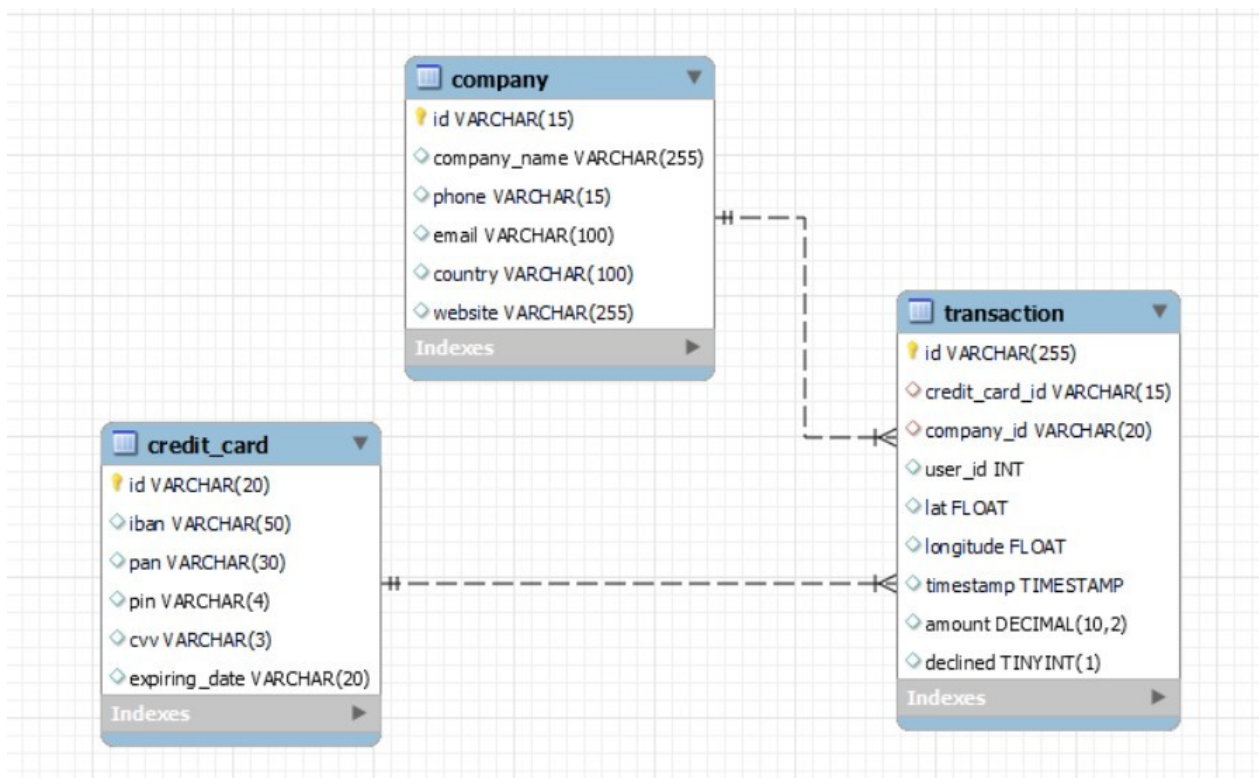 company
id VARCHAR(15)
company_name VARCHAR(255)
phone VARCHAR(15)
email VARCHAR(100)
country VARCHAR(100)
website VARCHAR(255)
Indexes
transaction
id VARCHAR(255)
credit_card_id VARCHAR(15)
company_id VARCHAR(20)
user_id INT
lat FLOAT
longitude FLOAT
timestamp TIMESTAMP
amount DECIMAL(10,2)
declined TINYINT(1)
Indexes
credit_card
id VARCHAR(20)
iban VARCHAR(50)
pan VARCHAR(30)
pin VARCHAR(4)
cvv VARCHAR(3)
expiring_date VARCHAR(20)
Indexes